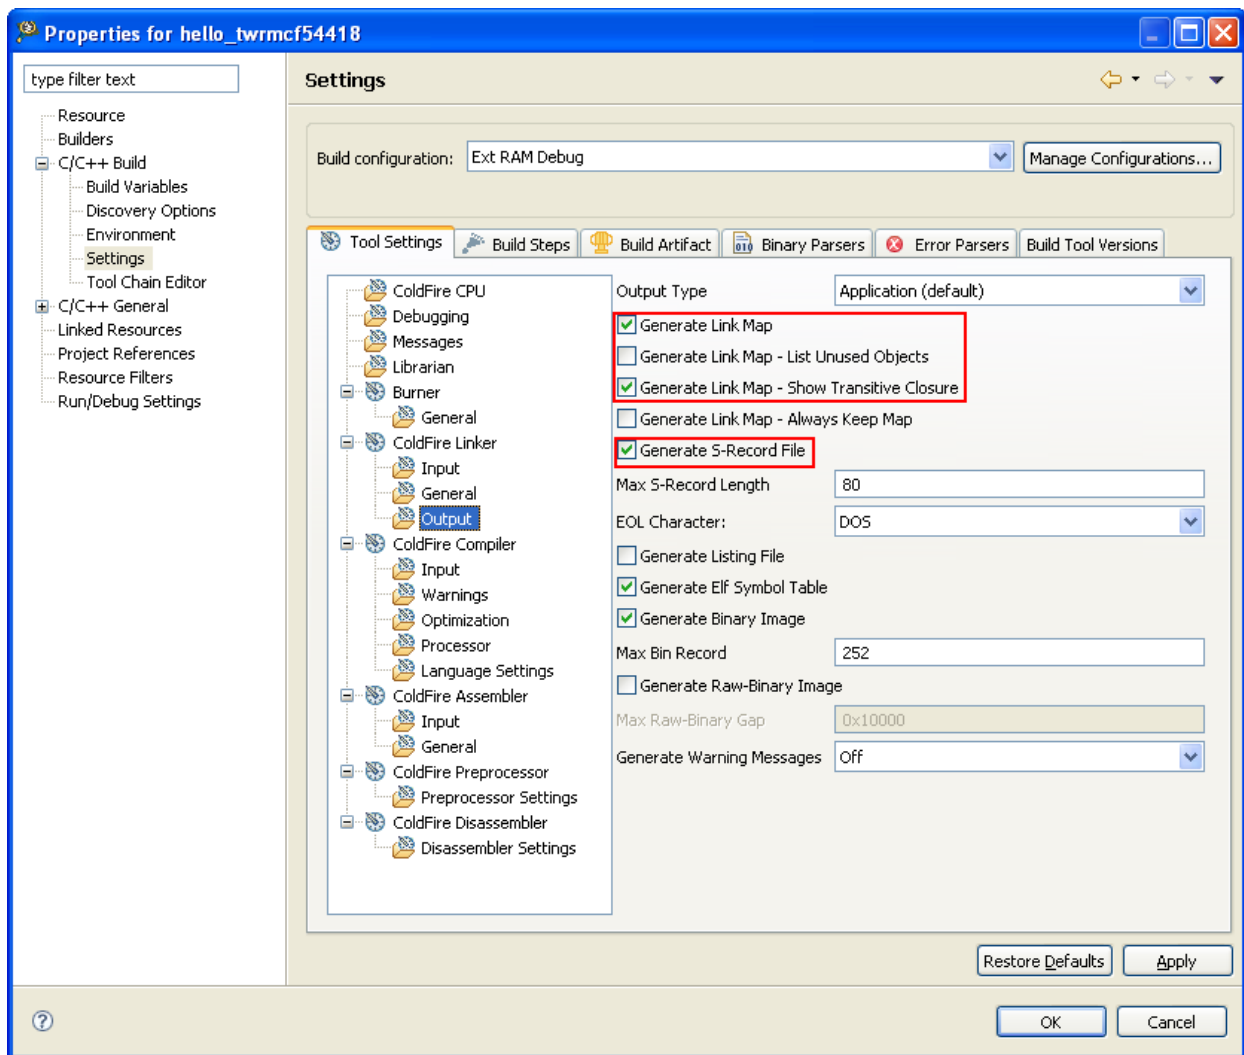 Properties for hello_twrmcf54418
type filter text
Resource
Builders
C/C++ Build
Build Variables
Discovery Options
Environment
Settings
Tool Chain Editor
C/C++ General
Linked Resources
Project References
Resource Filters
Run/Debug Settings
Settings
Build configuration: Ext RAM Debug Manage Configurations...
Tool Settings Build Steps Build Artifact Binary Parsers Error Parsers Build Tool Versions
ColdFire CPU
Debugging
Messages
Librarian
Burner
General
ColdFire Linker
Input
General
Output
ColdFire Compiler
Input
Warnings
Optimization
Processor
Language Settings
ColdFire Assembler
Input
General
ColdFire Preprocessor
Preprocessor Settings
ColdFire Disassembler
Disassembler Settings
Output Type Application (default)
Generate Link Map
Generate Link Map - List Unused Objects
Generate Link Map - Show Transitive Closure
Generate Link Map - Always Keep Map
Generate S-Record File
Max S-Record Length 80
EOL Character: DOS
Generate Listing File
Generate Elf Symbol Table
Generate Binary Image
Max Bin Record 252
Generate Raw-Binary Image
Max Raw-Binary Gap 0x10000
Generate Warning Messages Off
Restore Defaults Apply
OK Cancel